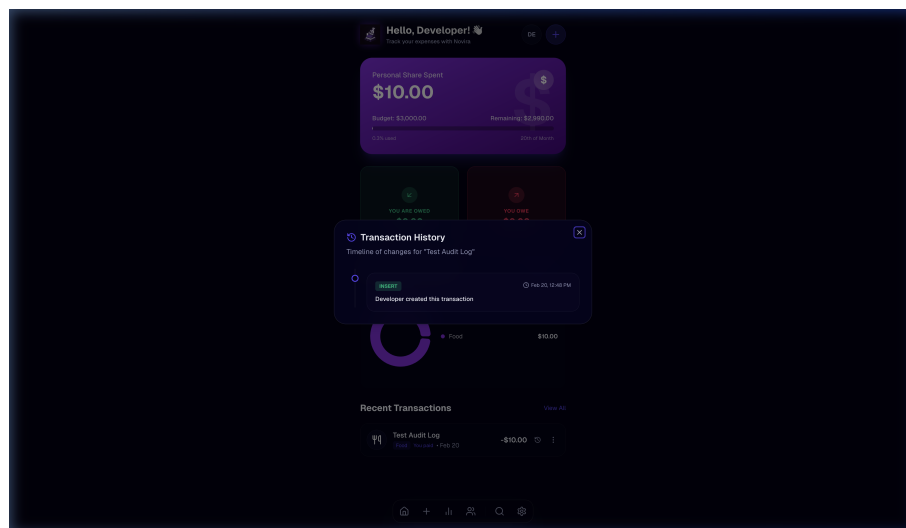 Hello, Developer! 👋
Track your expenses with Novira
DE
Personal Share Spent
$
$10.00
Budget: $3,000.00
Remaining: $2,990.00
0.3% used
YOU ARE OWED
YOU OWE
Transaction History
Timeline of changes for "Test Audit Log"
INSERT
Feb 20, 12:48 PM
Developer created this transaction
Food
$10.00
Recent Transactions
View All
Test Audit Log
-$10.00
Food
• Feb 20